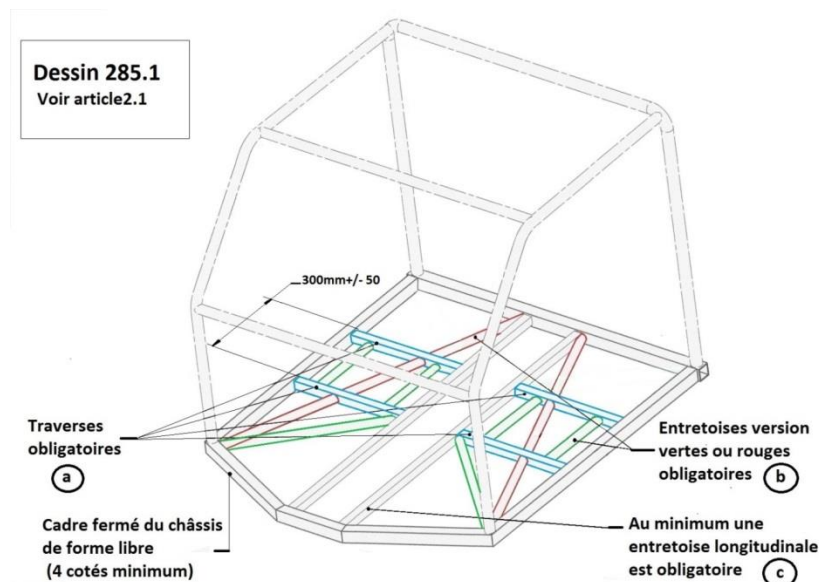 Dessin 285.1
Voir article2.1
300mm+/- 50
Traverses
obligatoires
a
Entretoises version
vertes ou rouges
obligatoires
b
Cadre fermé du châssis
de forme libre
(4 cotés minimum)
Au minimum une
entretoise longitudinale
est obligatoire
c